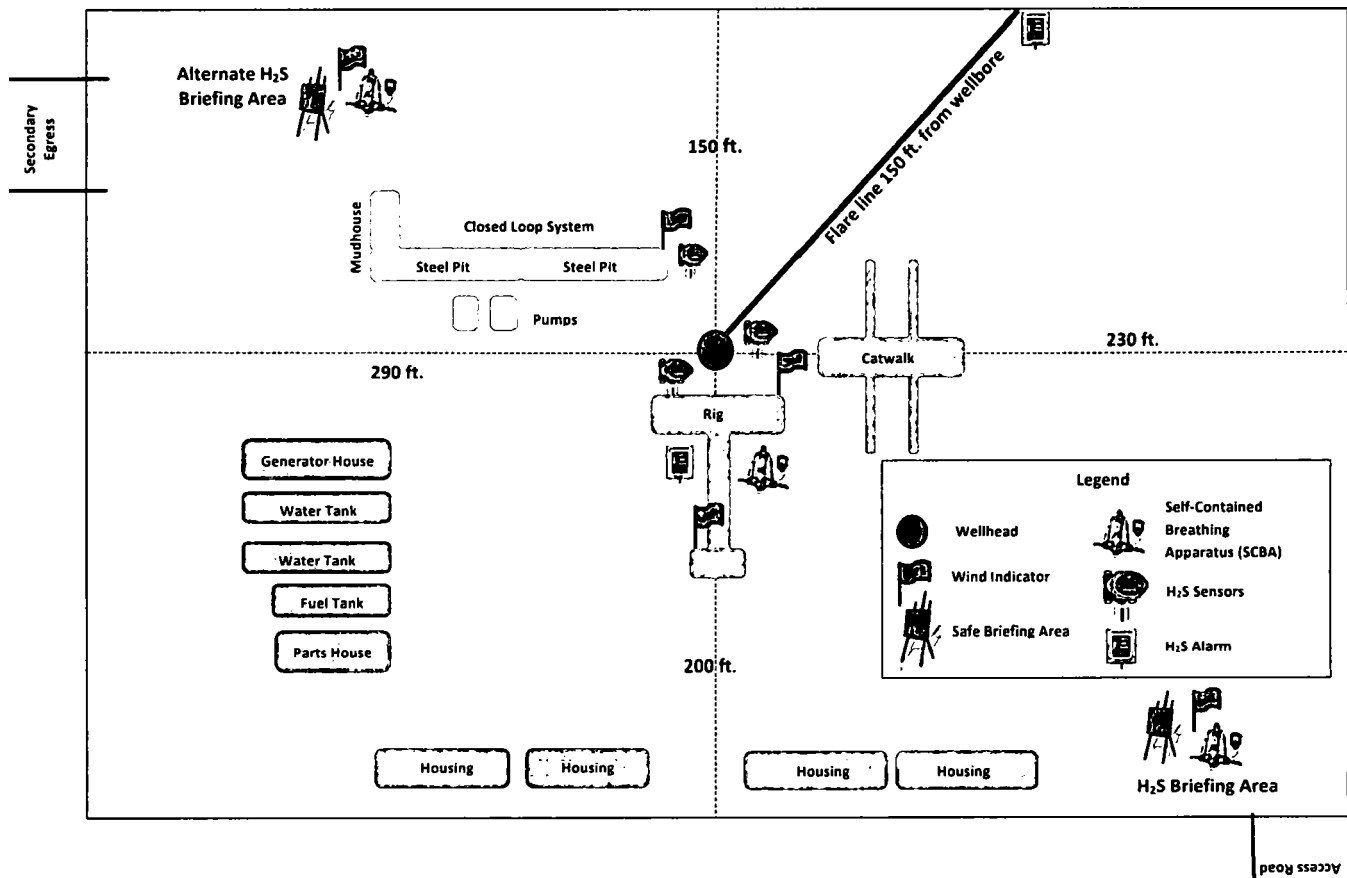 Alternate H₂S
Briefing Area
Secondary
Egress
150 ft.
Flare line 150 ft. from wellbore
Mudhouse
Closed Loop System
Steel Pit
Steel Pit
Pumps
290 ft.
230 ft.
Catwalk
Rig
Generator House
Water Tank
Water Tank
Fuel Tank
Parts House
200 ft.
Legend
Wellhead
Wind Indicator
Safe Briefing Area
Self-Contained
Breathing
Apparatus (SCBA)
H₂S Sensors
H₂S Alarm
Housing
Housing
Housing
Housing
H₂S Briefing Area
Access Road